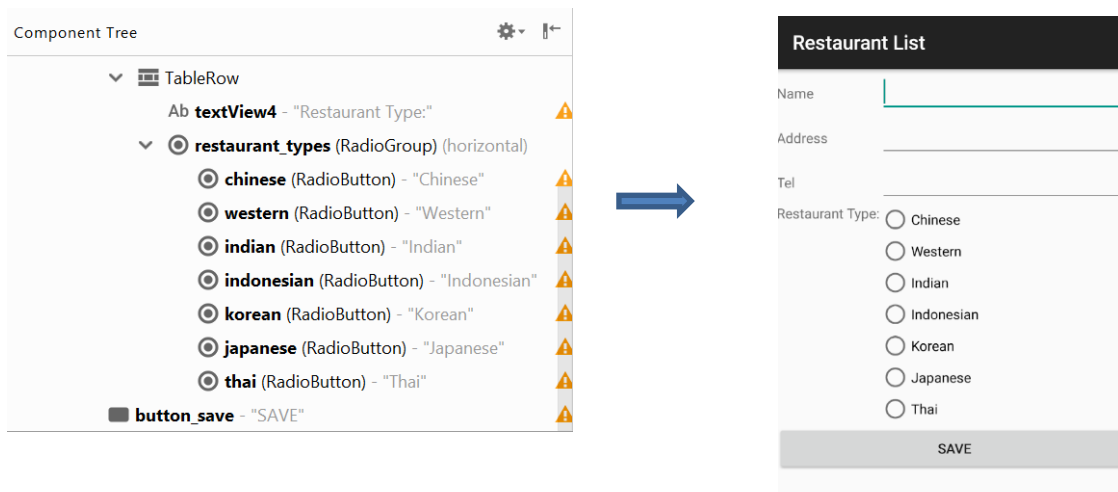 Component Tree
TableRow
Ab textView4 - "Restaurant Type:"
restaurant_types (RadioGroup) (horizontal)
chinese (RadioButton) - "Chinese"
western (RadioButton) - "Western"
indian (RadioButton) - "Indian"
indonesian (RadioButton) - "Indonesian"
korean (RadioButton) - "Korean"
japanese (RadioButton) - "Japanese"
thai (RadioButton) - "Thai"
button_save - "SAVE"
Restaurant List
Name
Address
Tel
Restaurant Type:
Chinese
Western
Indian
Indonesian
Korean
Japanese
Thai
SAVE